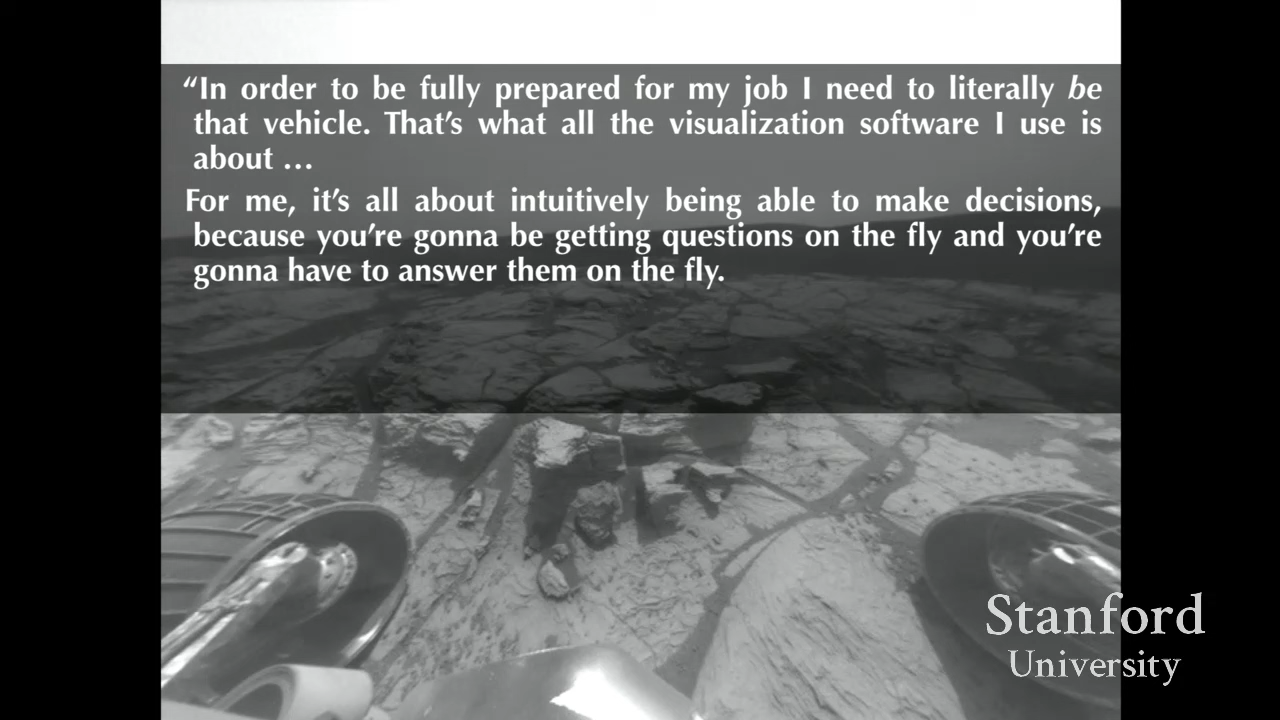 “In order to be fully prepared for my job I need to literally be
that vehicle. That’s what all the visualization software I use is
about …
For me, it’s all about intuitively being able to make decisions,
because you’re gonna be getting questions on the fly and you’re
gonna have to answer them on the fly.
Stanford
University